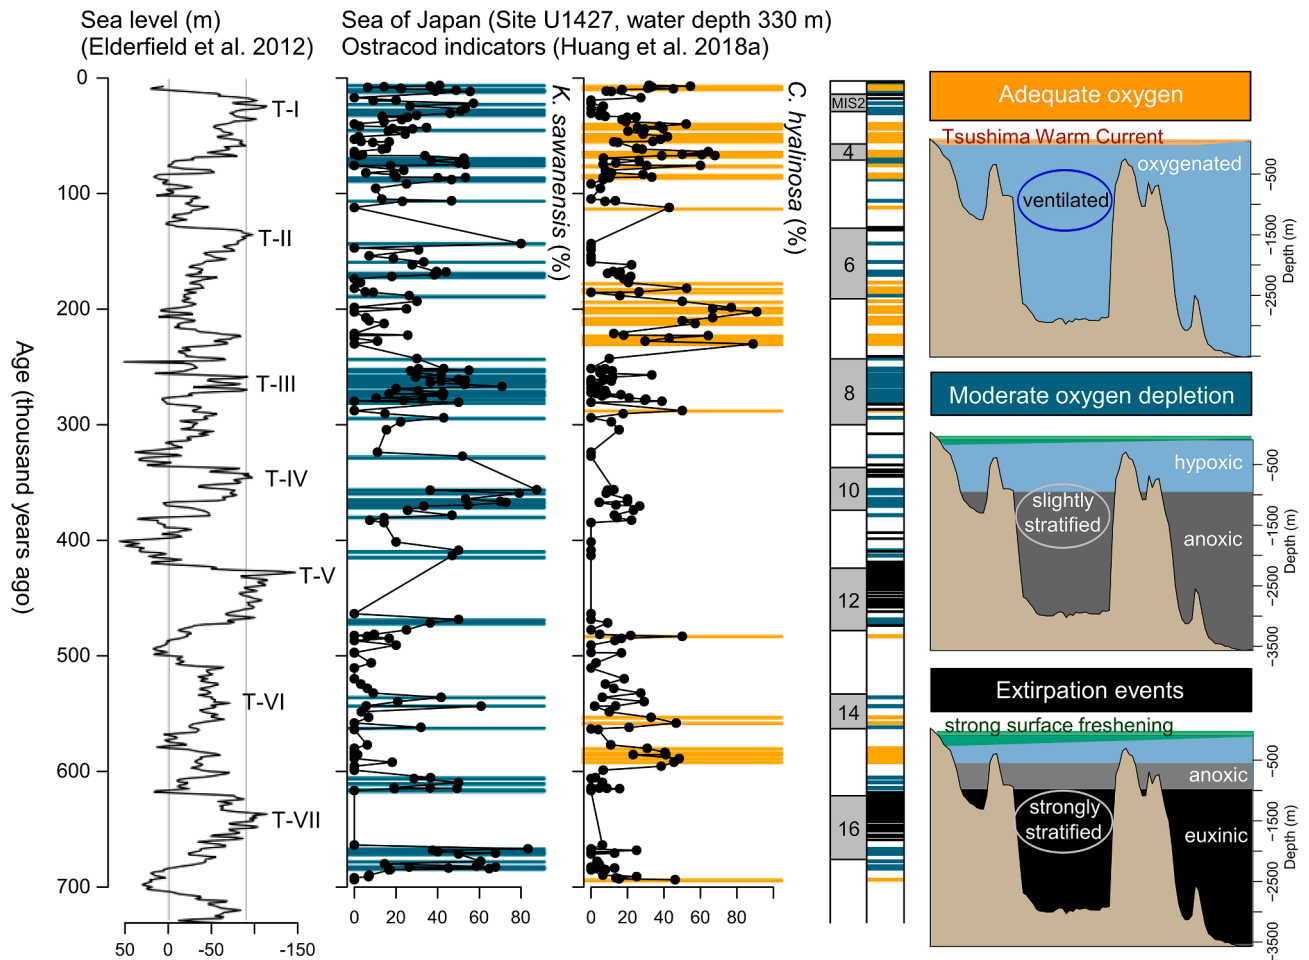 Sea level (m)
(Elderfield et al. 2012)
Sea of Japan (Site U1427, water depth 330 m)
Ostracod indicators (Huang et al. 2018a)
Age (thousand years ago)
0
100
200
300
400
500
600
700
T-I
T-II
T-III
T-IV
T-V
T-VI
T-VII
50
0
-50
-150
K. sawanensis (%)
0
20
40
60
80
C. hyalinosa (%)
0
20
40
60
80
MIS2
4
6
8
10
12
14
16
Adequate oxygen
Tsushima Warm Current
oxygenated
ventilated
-500
-1500
-2500
Depth (m)
Moderate oxygen depletion
hypoxic
slightly
stratified
anoxic
-500
-1500
-2500
-3500
Depth (m)
Extirpation events
strong surface freshening
anoxic
strongly
stratified
euxinic
-500
-1500
-2500
-3500
Depth (m)